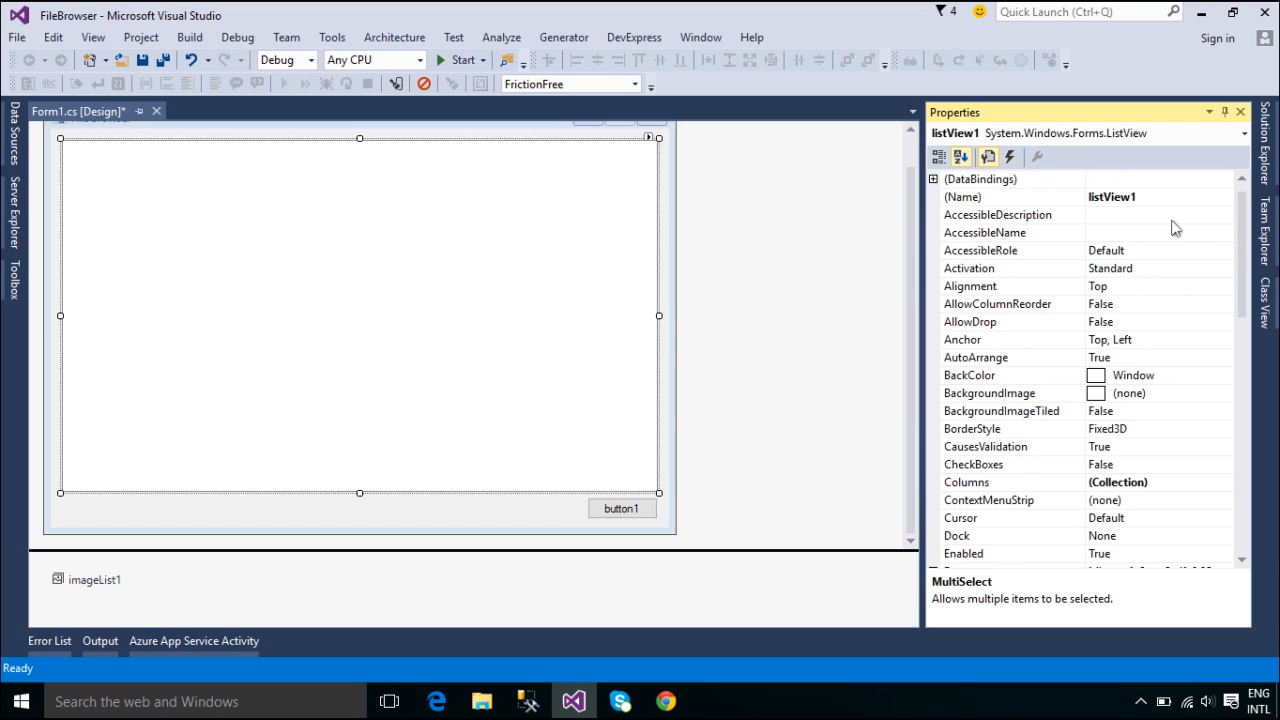 FileBrowser - Microsoft Visual Studio
4
Quick Launch (Ctrl+Q)
File Edit View Project Build Debug Team Tools Architecture Test Analyze Generator DevExpress Window Help
Sign in
Debug Any CPU Start
FrictionFree
Form1.cs [Design]*
Data Sources
Server Explorer
Toolbox
button1
imageList1
Properties
listView1 System.Windows.Forms.ListView
(DataBindings)
(Name) listView1
AccessibleDescription
AccessibleName
AccessibleRole Default
Activation Standard
Alignment Top
AllowColumnReorder False
AllowDrop False
Anchor Top, Left
AutoArrange True
BackColor Window
BackgroundImage (none)
BackgroundImageTiled False
BorderStyle Fixed3D
CausesValidation True
CheckBoxes False
Columns (Collection)
ContextMenuStrip (none)
Cursor Default
Dock None
Enabled True
MultiSelect
Allows multiple items to be selected.
Solution Explorer
Team Explorer
Class View
Error List Output Azure App Service Activity
Ready
Search the web and Windows
ENG
INTL